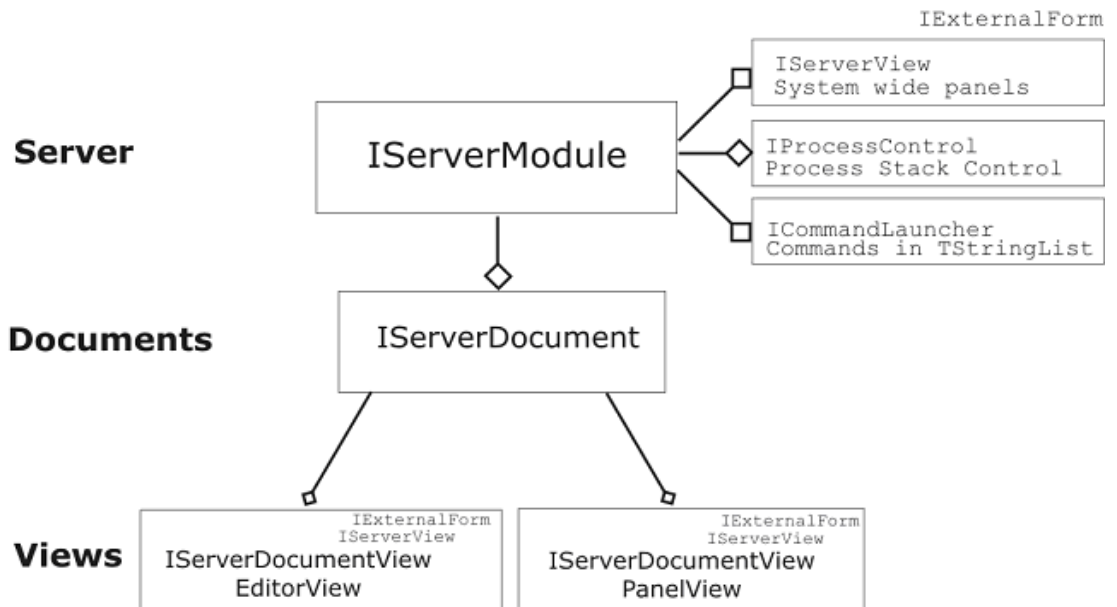 IExternalForm
IServerView
System wide panels
Server
IServerModule
IProcessControl
Process Stack Control
ICommandLauncher
Commands in TStringList
Documents
IServerDocument
Views
IExternalForm
IServerView
IServerDocumentView
EditorView
IExternalForm
IServerView
IServerDocumentView
PanelView